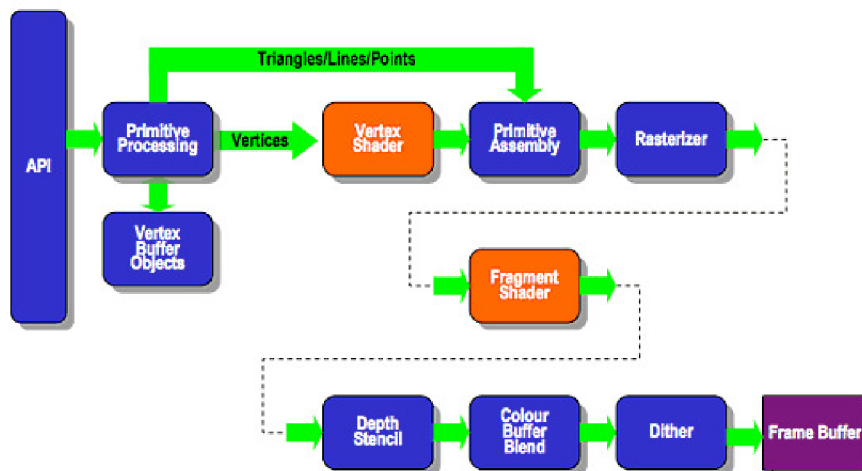 Triangles/Lines/Points
API
Primitive
Processing
Vertices
Vertex
Shader
Primitive
Assembly
Rasterizer
Vertex
Buffer
Objects
Fragment
Shader
Depth
Stencil
Colour
Buffer
Blend
Dither
Frame Buffer